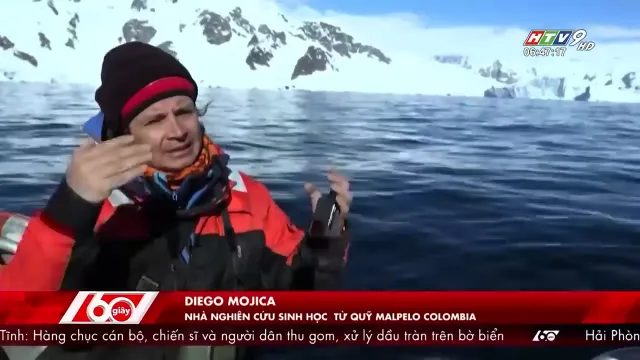 HTV9 HD
06:47:17
DIEGO MOJICA
60 giây
NHÀ NGHIÊN CỨU SINH HỌC TỪ QUỸ MALPELO COLOMBIA
Tĩnh: Hàng chục cán bộ, chiến sĩ và người dân thu gom, xử lý dầu tràn trên bờ biển 60 Hải Phòn